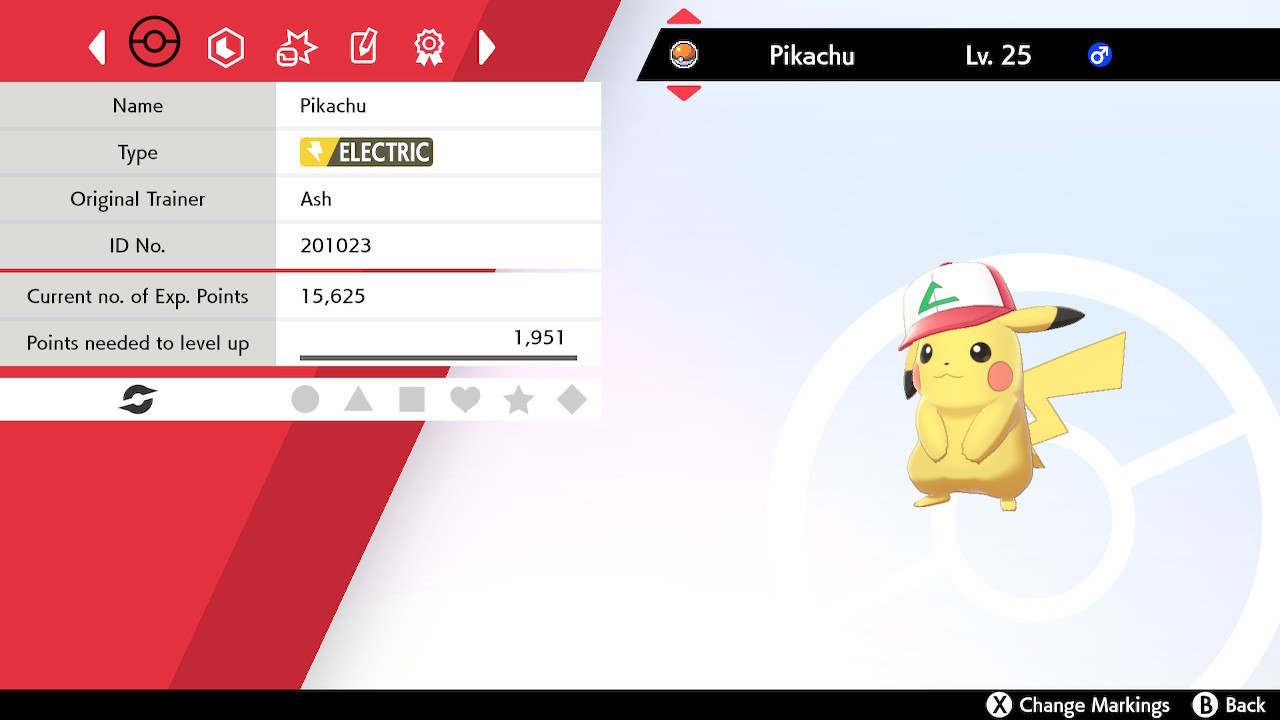 Pikachu Lv. 25
Name Pikachu
Type ELECTRIC
Original Trainer Ash
ID No. 201023
Current no. of Exp. Points 15,625
Points needed to level up 1,951
X Change Markings B Back